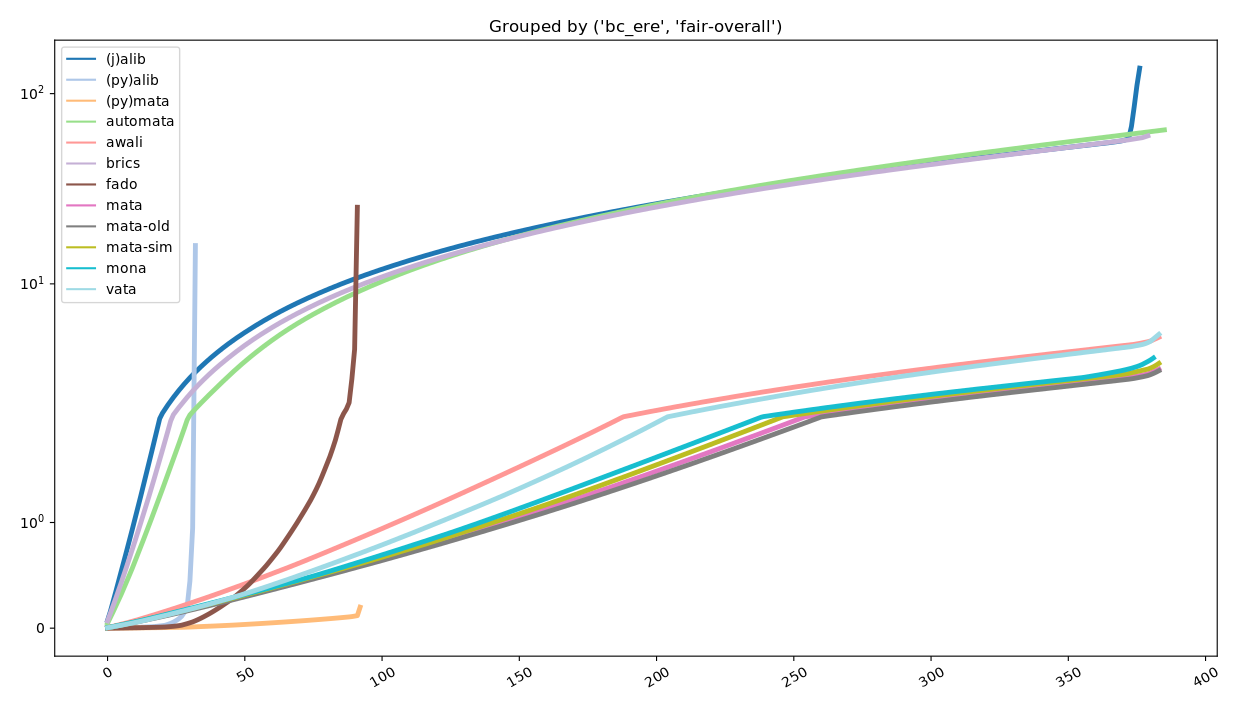 Grouped by ('bc_ere', 'fair-overall')
(j)alib
(py)alib
(py)mata
automata
awali
brics
fado
mata
mata-old
mata-sim
mona
vata
10²
10¹
10⁰
0
0
50
100
150
200
250
300
350
400